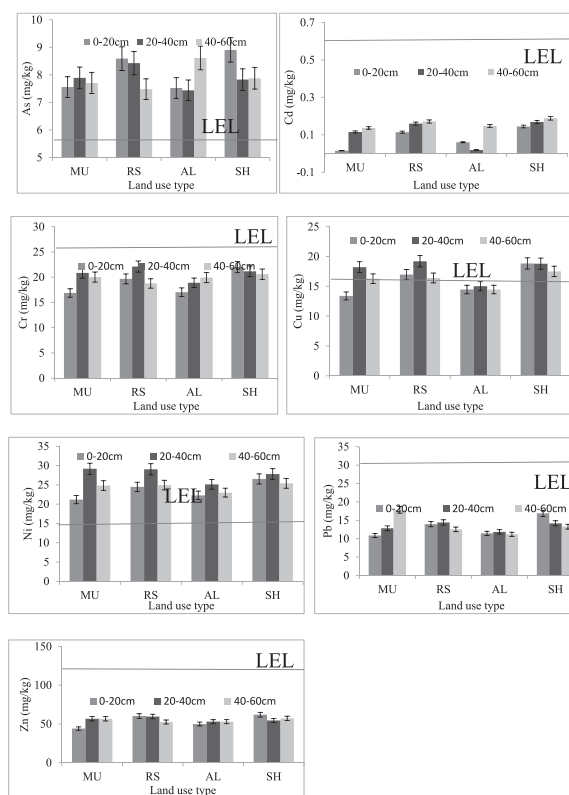 0-20cm 20-40cm 40-60cm
10
9
8
7
6
5
As (mg/kg)
LEL
MU RS AL SH
Land use type
LEL
0.7
0-20cm 20-40cm 40-60cm
0.5
0.3
0.1
-0.1
Cd (mg/kg)
MU RS AL SH
Land use type
LEL
30
25
0-20cm 20-40cm 40-60cm
20
15
10
5
0
Cr (mg/kg)
MU RS AL SH
Land use type
25
0-20cm 20-40cm 40-60cm
20
LEL
15
10
5
0
Cu (mg/kg)
MU RS AL SH
Land use type
35
0-20cm 20-40cm 40-60cm
30
25
20
15
10
5
0
Ni (mg/kg)
LEL
MU RS AL SH
Land use type
35
30
LEL
25
20
0-20cm 20-40cm 40-60cm
15
10
5
0
Pb (mg/kg)
MU RS AL SH
Land use type
150
LEL
100
0-20cm 20-40cm 40-60cm
50
0
Zn (mg/kg)
MU RS AL SH
Land use type